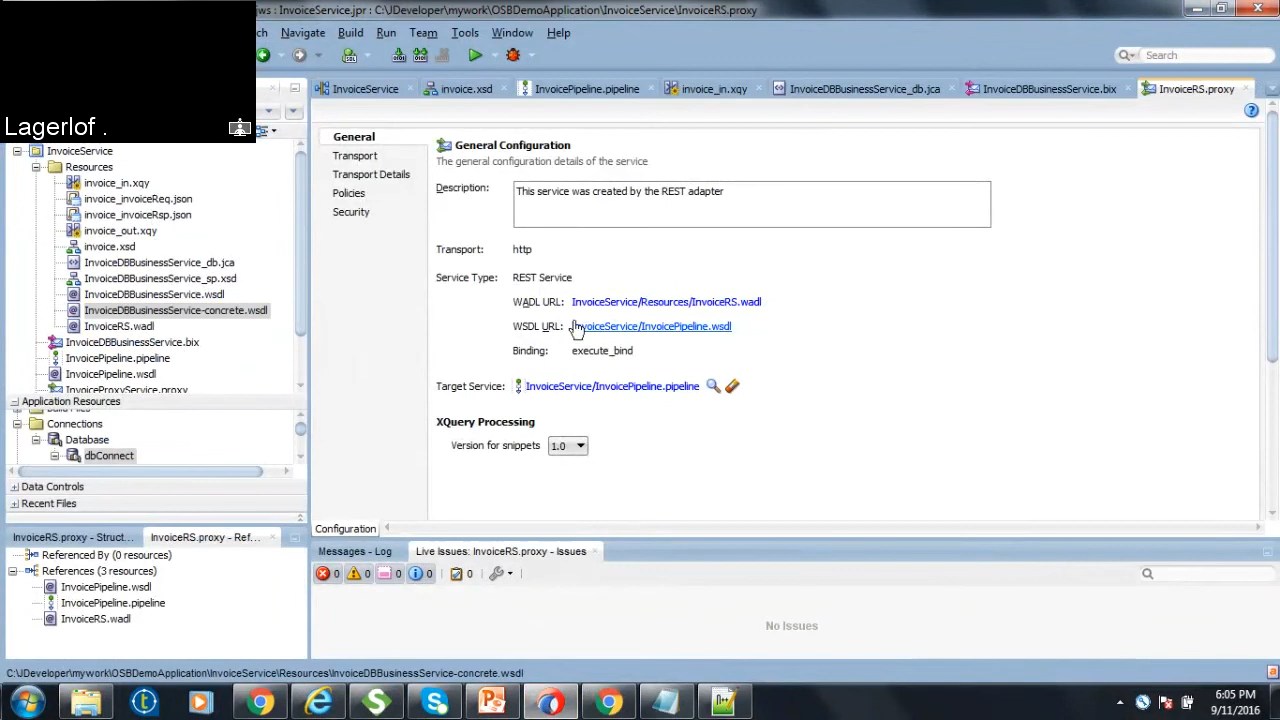 jws : InvoiceService.jpr : C:\JDeveloper\mywork\OSBDemoApplication\InvoiceService\InvoiceRS.proxy
Navigate Build Run Team Tools Window Help
Search
Lagerlof .
InvoiceService invoice.xsd InvoicePipeline.pipeline invoice_in.xqy InvoiceDBBusinessService_db.jca InvoiceDBBusinessService.bix InvoiceRS.proxy
InvoiceService
Resources
invoice_in.xqy
invoice_invoiceReq.json
invoice_invoiceRsp.json
invoice_out.xqy
invoice.xsd
InvoiceDBBusinessService_db.jca
InvoiceDBBusinessService_sp.xsd
InvoiceDBBusinessService.wsdl
InvoiceDBBusinessService-concrete.wsdl
InvoiceRS.wadl
InvoiceDBBusinessService.bix
InvoicePipeline.pipeline
InvoicePipeline.wsdl
InvoiceProxyService.proxy
Application Resources
Connections
Database
dbConnect
Data Controls
Recent Files
General
Transport
Transport Details
Policies
Security
General Configuration
The general configuration details of the service
Description: This service was created by the REST adapter
Transport: http
Service Type: REST Service
WADL URL: InvoiceService/Resources/InvoiceRS.wadl
WSDL URL: InvoiceService/InvoicePipeline.wsdl
Binding: execute_bind
Target Service: InvoiceService/InvoicePipeline.pipeline
XQuery Processing
Version for snippets 1.0
Configuration
InvoiceRS.proxy - Struct... InvoiceRS.proxy - Ref...
Referenced By (0 resources)
References (3 resources)
InvoicePipeline.wsdl
InvoicePipeline.pipeline
InvoiceRS.wadl
Messages - Log Live Issues: InvoiceRS.proxy - Issues
0 0 0 0 0
No Issues
C:\JDeveloper\mywork\OSBDemoApplication\InvoiceService\Resources\InvoiceDBBusinessService-concrete.wsdl
6:05 PM
9/11/2016